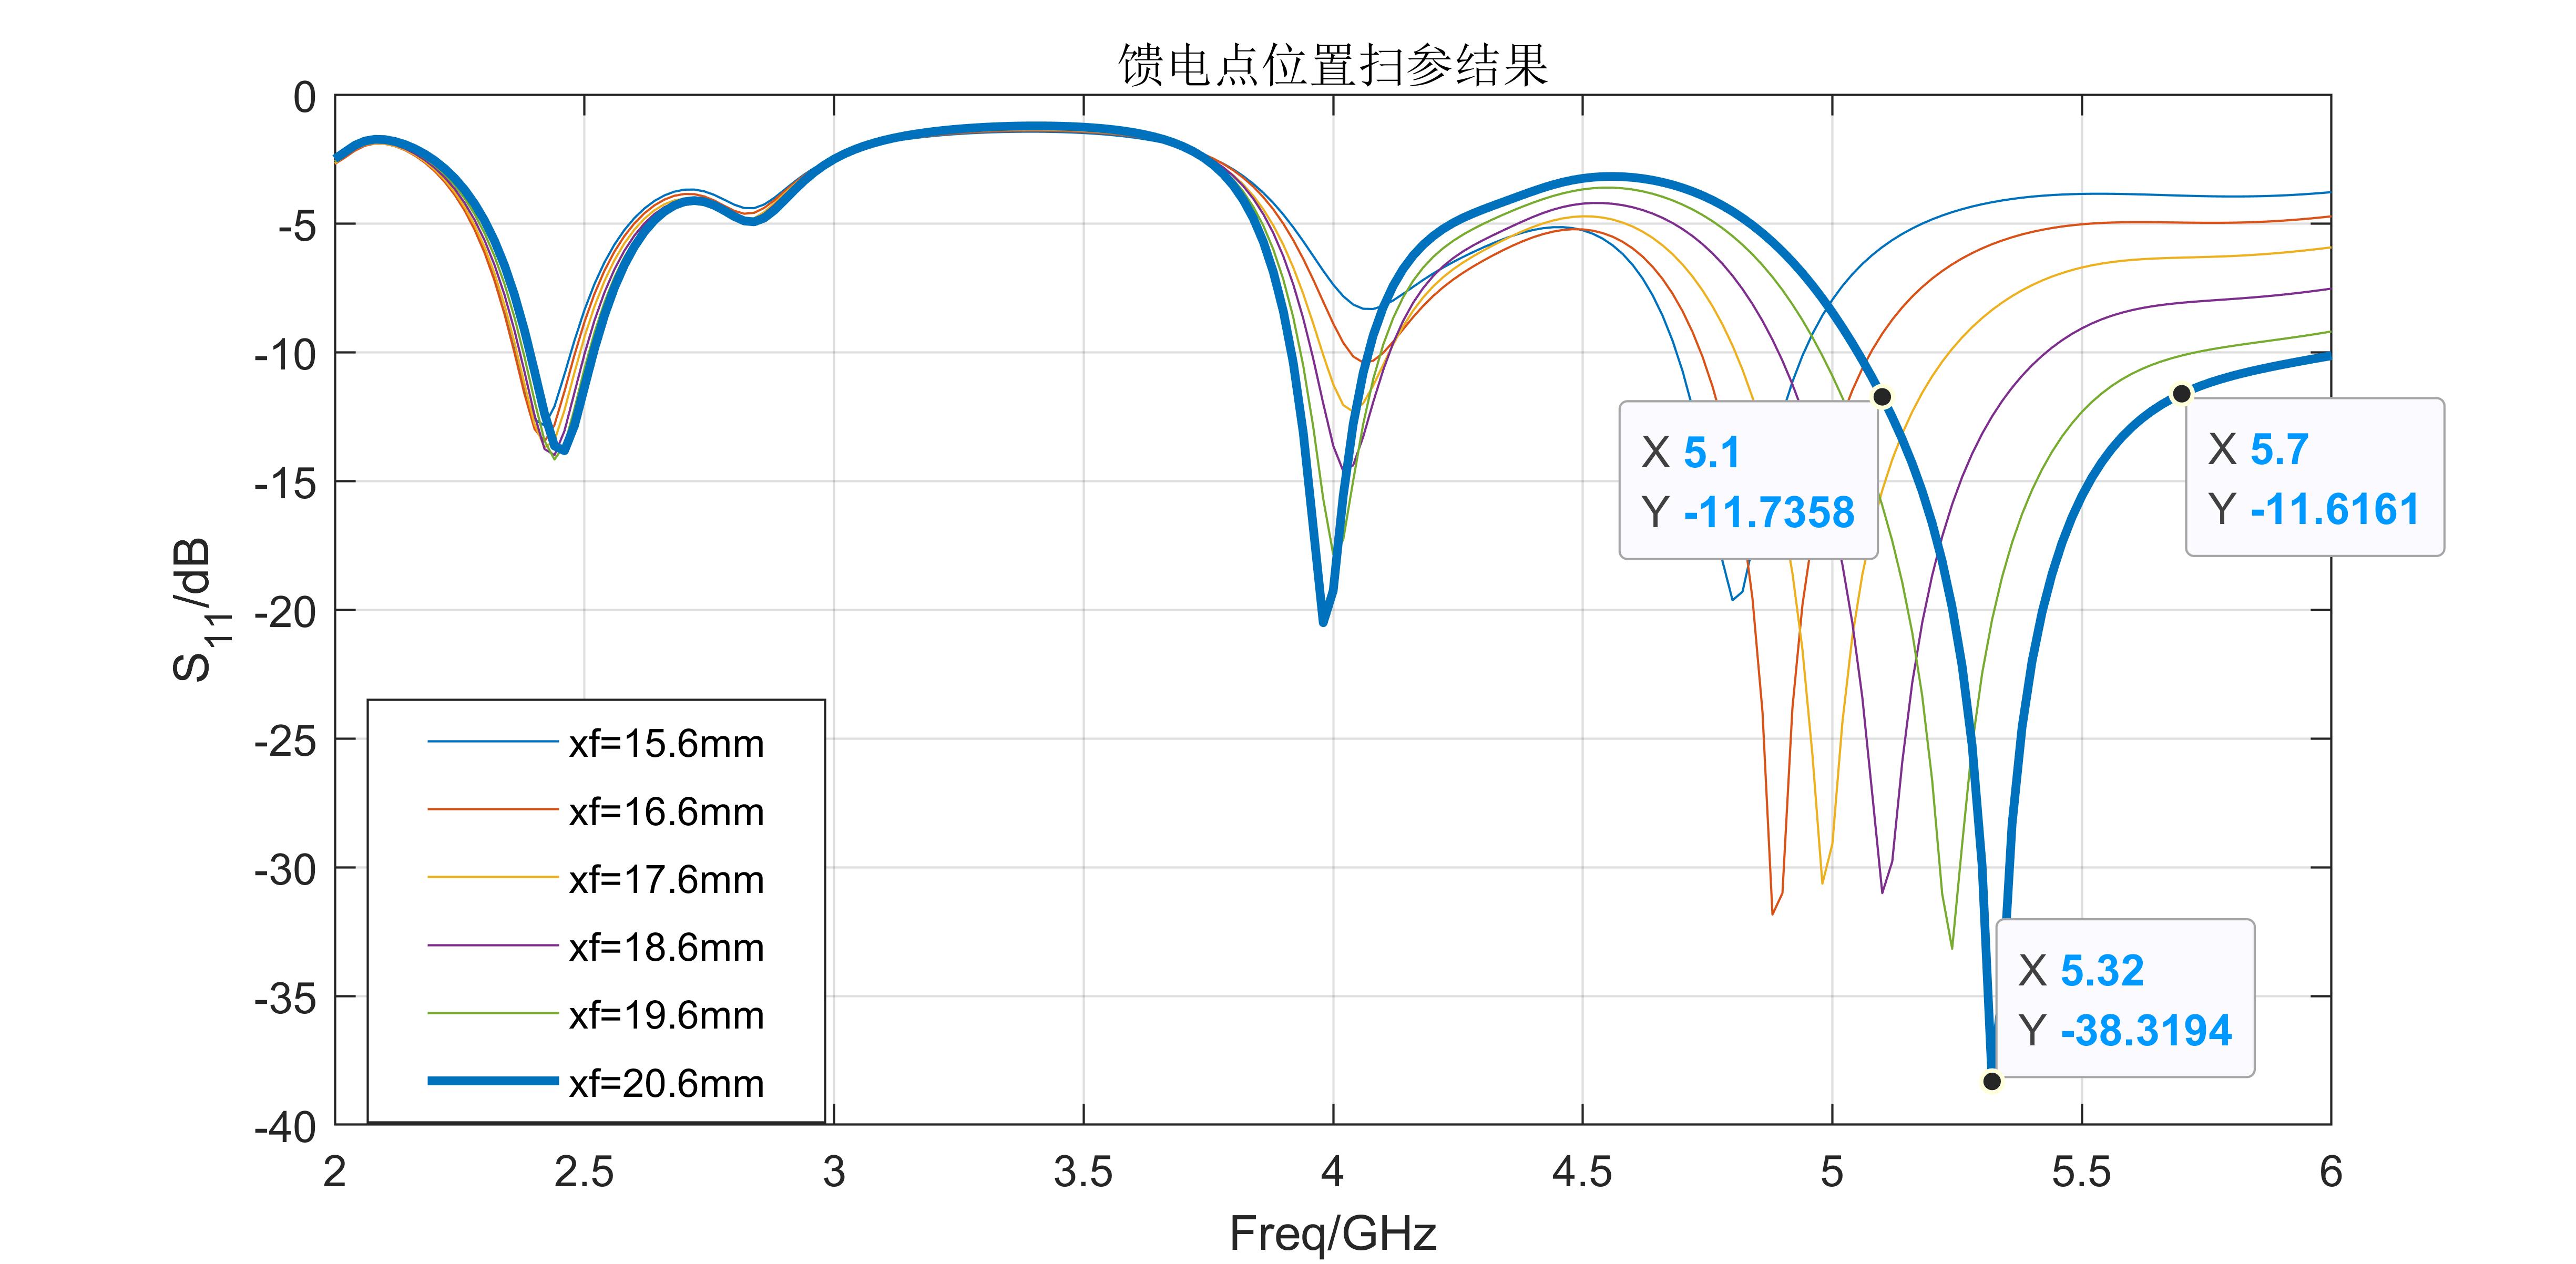 馈电点位置扫参结果
0
-5
-10
-15
-20
-25
-30
-35
-40
S11/dB
X 5.1
Y -11.7358
X 5.7
Y -11.6161
X 5.32
Y -38.3194
xf=15.6mm
xf=16.6mm
xf=17.6mm
xf=18.6mm
xf=19.6mm
xf=20.6mm
2 2.5 3 3.5 4 4.5 5 5.5 6
Freq/GHz